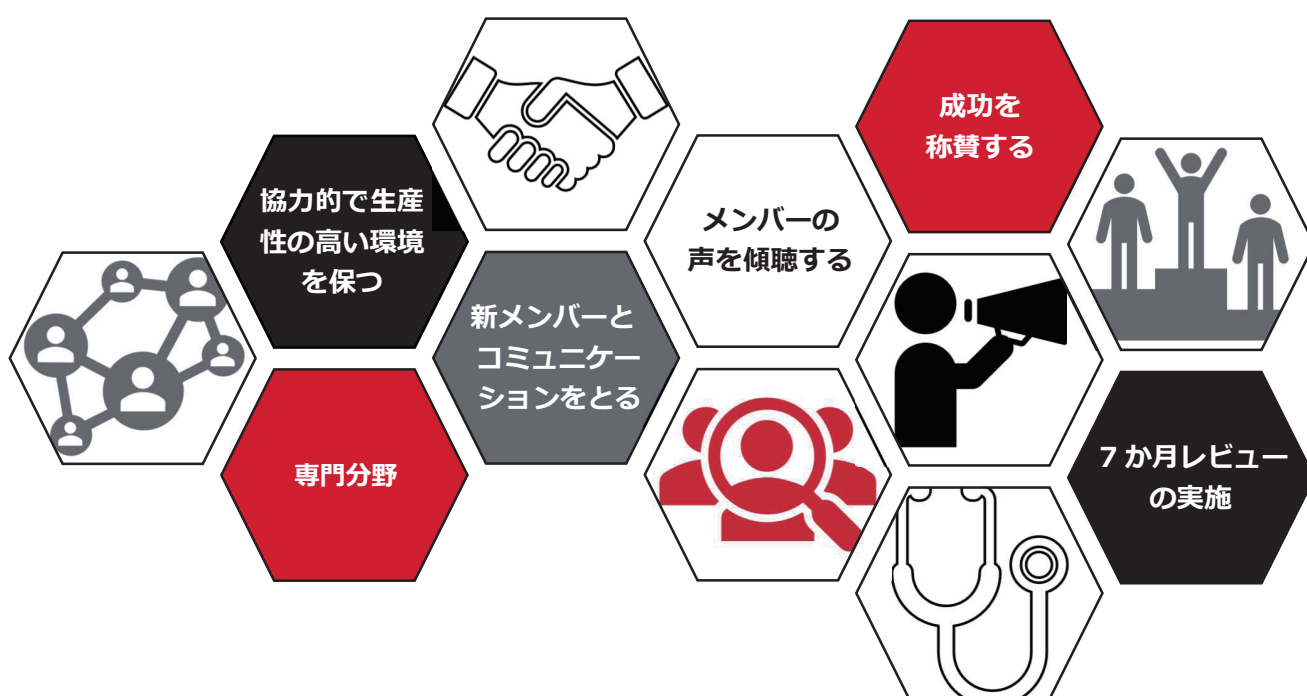 協力的で生産
性の高い環境
を保つ
専門分野
新メンバーと
コミュニケー
ションをとる
メンバーの
声を傾聴する
成功を
称賛する
7 か月レビュー
の実施